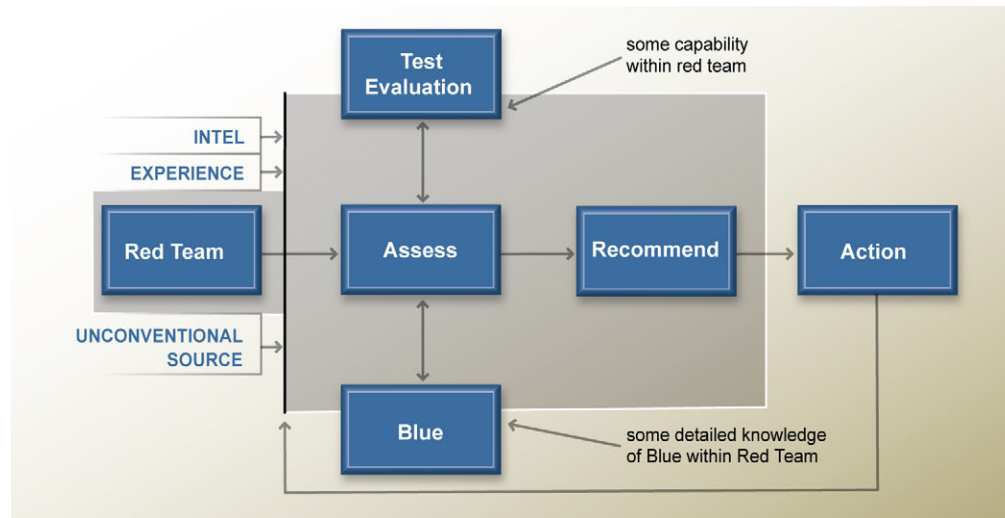 Test
Evaluation
some capability
within red team
INTEL
EXPERIENCE
Red Team
Assess
Recommend
Action
UNCONVENTIONAL
SOURCE
Blue
some detailed knowledge
of Blue within Red Team